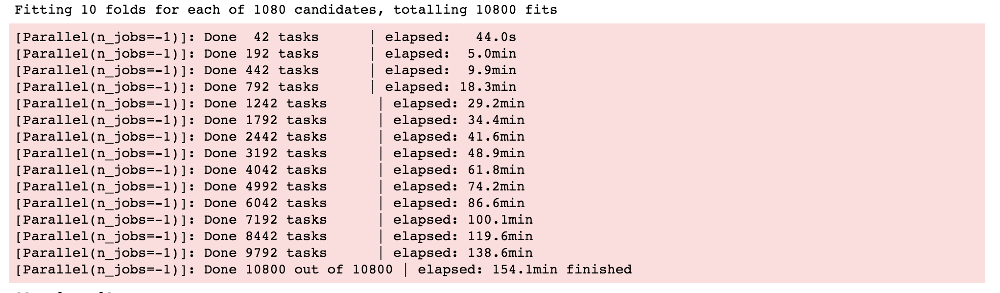 Fitting 10 folds for each of 1080 candidates, totalling 10800 fits
[Parallel(n_jobs=-1)]: Done  42 tasks      | elapsed:   44.0s
[Parallel(n_jobs=-1)]: Done 192 tasks      | elapsed:  5.0min
[Parallel(n_jobs=-1)]: Done 442 tasks      | elapsed:  9.9min
[Parallel(n_jobs=-1)]: Done 792 tasks      | elapsed: 18.3min
[Parallel(n_jobs=-1)]: Done 1242 tasks      | elapsed: 29.2min
[Parallel(n_jobs=-1)]: Done 1792 tasks      | elapsed: 34.4min
[Parallel(n_jobs=-1)]: Done 2442 tasks      | elapsed: 41.6min
[Parallel(n_jobs=-1)]: Done 3192 tasks      | elapsed: 48.9min
[Parallel(n_jobs=-1)]: Done 4042 tasks      | elapsed: 61.8min
[Parallel(n_jobs=-1)]: Done 4992 tasks      | elapsed: 74.2min
[Parallel(n_jobs=-1)]: Done 6042 tasks      | elapsed: 86.6min
[Parallel(n_jobs=-1)]: Done 7192 tasks      | elapsed: 100.1min
[Parallel(n_jobs=-1)]: Done 8442 tasks      | elapsed: 119.6min
[Parallel(n_jobs=-1)]: Done 9792 tasks      | elapsed: 138.6min
[Parallel(n_jobs=-1)]: Done 10800 out of 10800 | elapsed: 154.1min finished